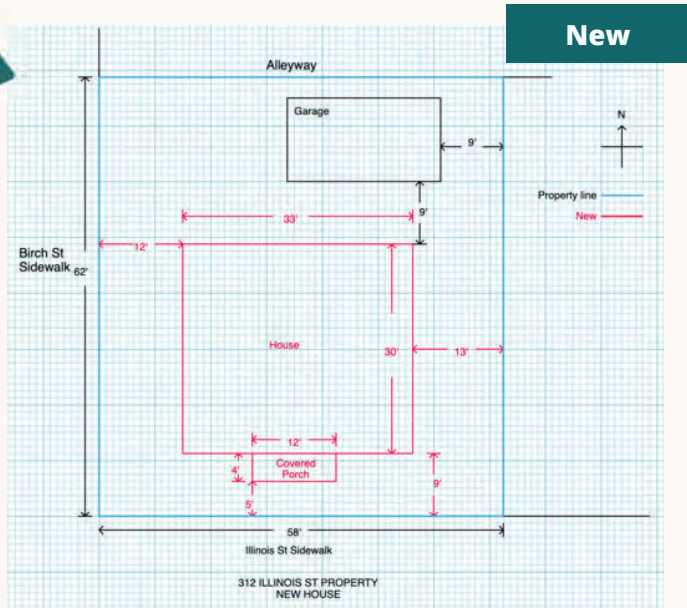 New
Alleyway
Garage
N
9'
Property line
9'
New
33'
12'
Birch St
Sidewalk
62'
House
30'
13'
12'
Covered
Porch
4'
9'
5'
58'
Illinois St Sidewalk
312 ILLINOIS ST PROPERTY
NEW HOUSE